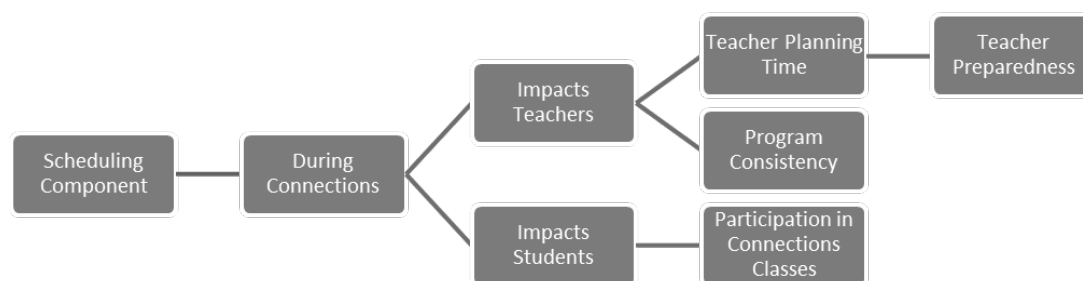 Scheduling
Component
During
Connections
Impacts
Teachers
Teacher Planning
Time
Teacher
Preparedness
Program
Consistency
Impacts
Students
Participation in
Connections
Classes